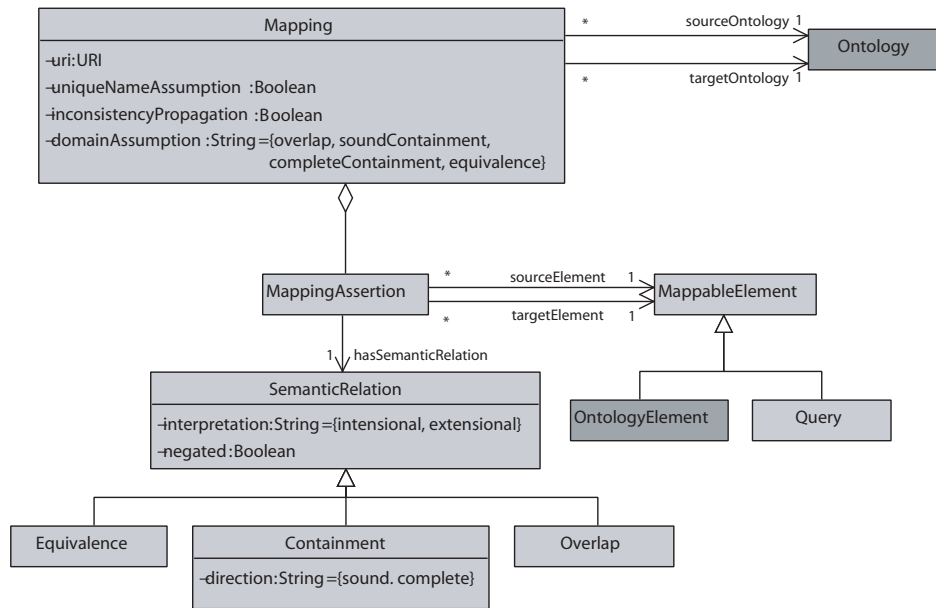 Mapping
-uri:URI
-uniqueNameAssumption :Boolean
-inconsistencyPropagation :Boolean
-domainAssumption :String={overlap, soundContainment,
completeContainment, equivalence}
* sourceOntology 1
* targetOntology 1
Ontology
MappingAssertion
* sourceElement 1
* targetElement 1
MappableElement
1 hasSemanticRelation
SemanticRelation
-interpretation:String={intensional, extensional}
-negated:Boolean
OntologyElement
Query
Equivalence
Containment
-direction:String={sound. complete}
Overlap